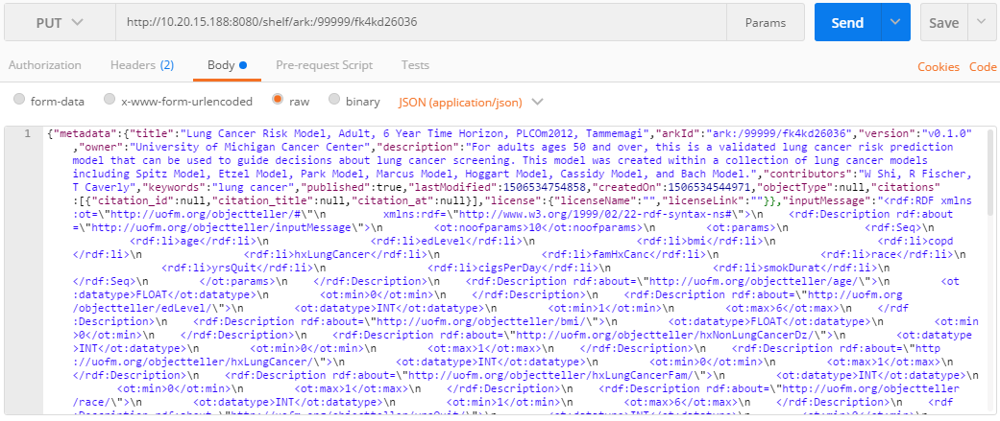 PUT http://10.20.15.188:8080/shelf/ark:/99999/fk4kd26036 Params Send Save
Authorization Headers (2) Body Pre-request Script Tests Cookies Code
form-data x-www-form-urlencoded raw binary JSON (application/json)
1 {"metadata":{"title":"Lung Cancer Risk Model, Adult, 6 Year Time Horizon, PLCOm2012, Tammemagi","arkId":"ark:/99999/fk4kd26036","version":"v0.1.0"
,"owner":"University of Michigan Cancer Center","description":"For adults ages 50 and over, this is a validated lung cancer risk prediction
model that can be used to guide decisions about lung cancer screening. This model was created within a collection of lung cancer models
including Spitz Model, Etzel Model, Park Model, Marcus Model, Hoggart Model, Cassidy Model, and Bach Model.","contributors":"W Shi, R Fischer,
T Caverly","keywords":"lung cancer","published":true,"lastModified":1506534754858,"createdOn":1506534544971,"objectType":null,"citations"
:[{"citation_id":null,"citation_title":null,"citation_at":null}],"license":{"licenseName":"","licenseLink":""}},"inputMessage":"<rdf:RDF xmlns
:ot=\"http://uofm.org/objectteller/#\"\n xmlns:rdf=\"http://www.w3.org/1999/02/22-rdf-syntax-ns#\">\n <rdf:Description rdf:about
=\"http://uofm.org/objectteller/inputMessage\">\n <ot:noofparams>10</ot:noofparams>\n <ot:params>\n <rdf:Seq>\n
<rdf:li>age</rdf:li>\n <rdf:li>edLevel</rdf:li>\n <rdf:li>bmi</rdf:li>\n <rdf:li>copd
</rdf:li>\n <rdf:li>hxLungCancer</rdf:li>\n <rdf:li>famHxCanc</rdf:li>\n <rdf:li>race</rdf:li>\n
<rdf:li>yrsQuit</rdf:li>\n <rdf:li>cigsPerDay</rdf:li>\n <rdf:li>smokDurat</rdf:li>\n
</rdf:Seq>\n </ot:params>\n </rdf:Description>\n <rdf:Description rdf:about=\"http://uofm.org/objectteller/age/\">\n <ot
:datatype>FLOAT</ot:datatype>\n <ot:min>0</ot:min>\n </rdf:Description>\n <rdf:Description rdf:about=\"http://uofm.org
/objectteller/edLevel/\">\n <ot:datatype>INT</ot:datatype>\n <ot:min>1</ot:min>\n <ot:max>6</ot:max>\n </rdf
:Description>\n <rdf:Description rdf:about=\"http://uofm.org/objectteller/bmi/\">\n <ot:datatype>FLOAT</ot:datatype>\n <ot:min
>0</ot:min>\n </rdf:Description>\n <rdf:Description rdf:about=\"http://uofm.org/objectteller/hxNonLungCancerDz/\">\n <ot:datatype
>INT</ot:datatype>\n <ot:min>0</ot:min>\n <ot:max>1</ot:max>\n </rdf:Description>\n <rdf:Description rdf:about=\"http
://uofm.org/objectteller/hxLungCancer/\">\n <ot:datatype>INT</ot:datatype>\n <ot:min>0</ot:min>\n <ot:max>1</ot:max>\n
</rdf:Description>\n <rdf:Description rdf:about=\"http://uofm.org/objectteller/hxLungCancerFam/\">\n <ot:datatype>INT</ot:datatype>\n
<ot:min>0</ot:min>\n <ot:max>1</ot:max>\n </rdf:Description>\n <rdf:Description rdf:about=\"http://uofm.org/objectteller
/race/\">\n <ot:datatype>INT</ot:datatype>\n <ot:min>1</ot:min>\n <ot:max>6</ot:max>\n </rdf:Description>\n <rdf
:Description rdf:about=\"http://uofm.org/objectteller/yrsQuit/\">\n <ot:datatype>INT</ot:datatype>\n <ot:min>0</ot:min>\n